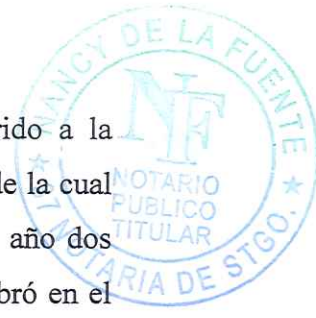 rido a la
de la cual
año dos
bró en el
NANCY DE LA FUENTE
NF
NOTARIO
PUBLICO
TITULAR
37 NOTARIA DE STGO.